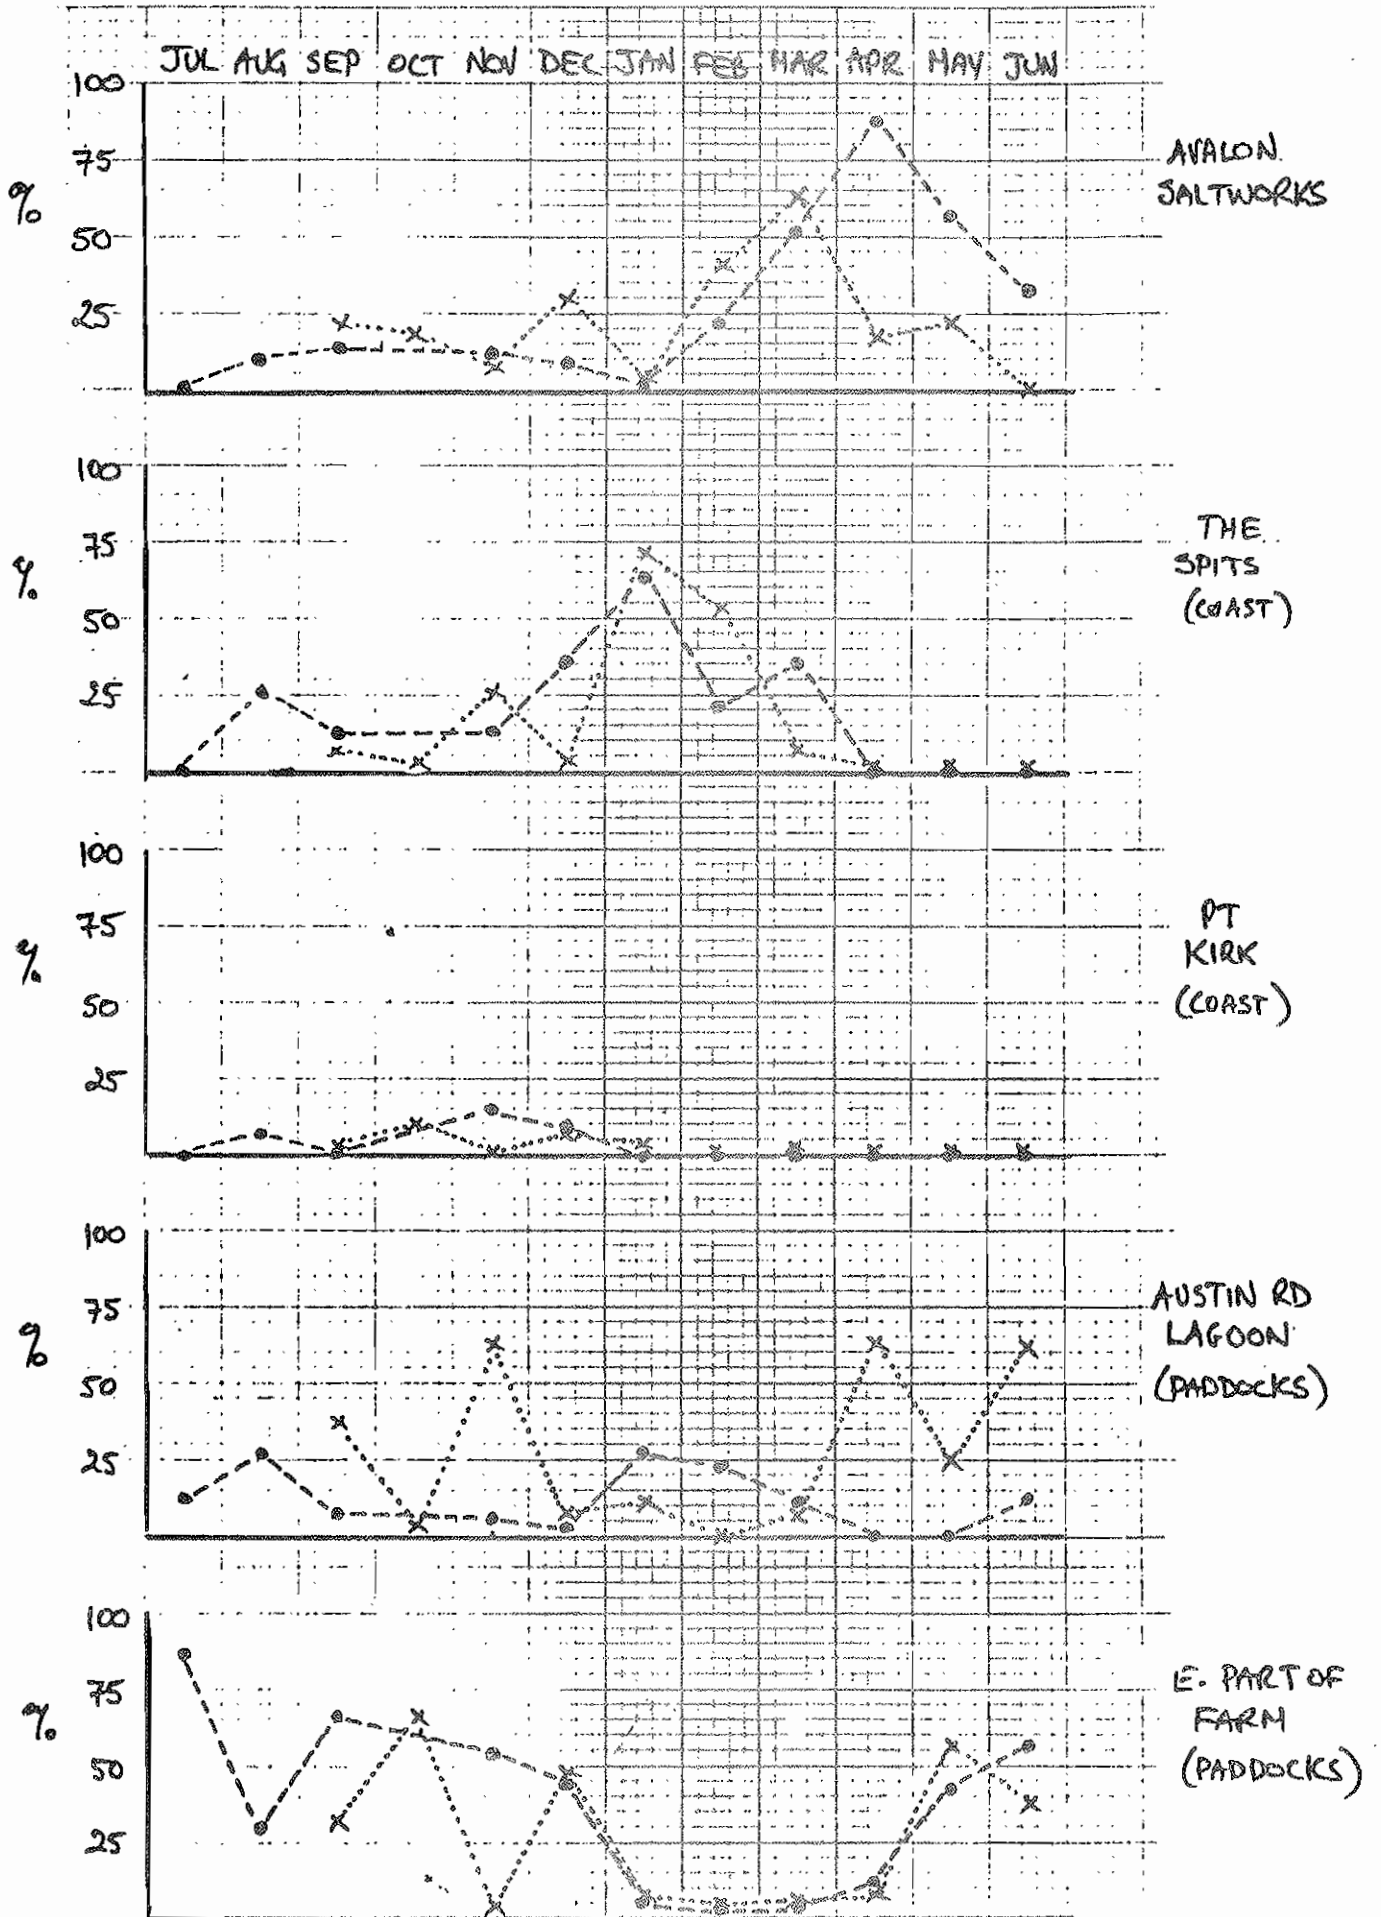 JUL AUG SEP OCT NOV DEC JAN FEB MAR APR MAY JUN
100
75
%
50
25
AVALON
SALTWORKS
100
75
%
50
25
THE
SPITS
(COAST)
100
75
%
50
25
PT
KIRK
(COAST)
100
75
%
50
25
AUSTIN RD
LAGOON
(PADDOCKS)
100
75
%
50
25
E. PART OF
FARM
(PADDOCKS)